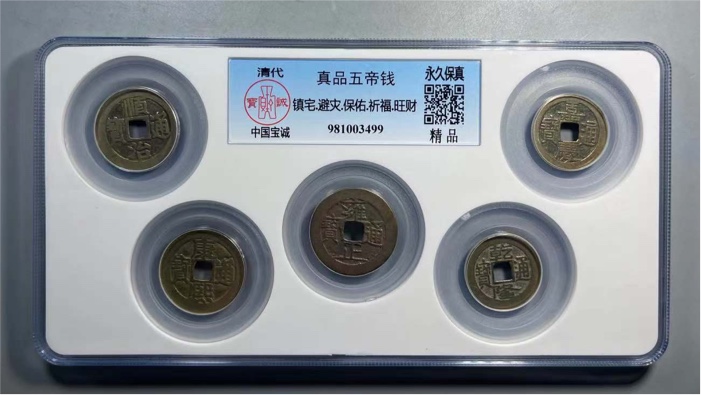 清代
真品五帝钱
永久保真
寶誠
镇宅.避灾.保佑.祈福.旺财
中国宝诚
981003499
精品
順治通寶
嘉慶通寶
康熙通寶
雍正通寶
乾隆通寶